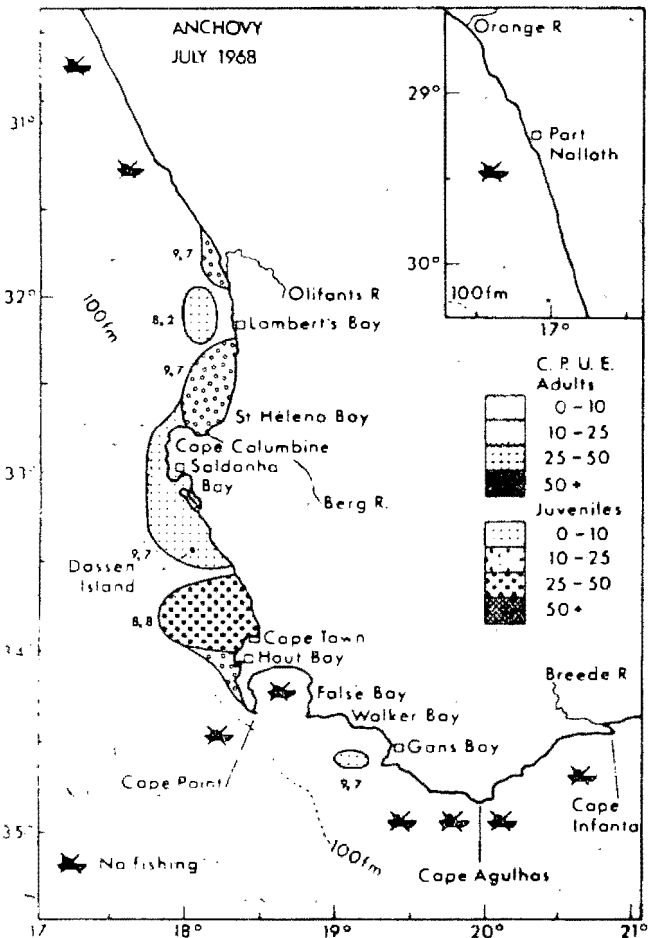 ANCHOVY
JULY 1968
Orange R
29°
Part
Nolloth
30°
100fm
17°
31°
9,7
Olifants R
32°
8,2
Lambert's Bay
100fm
9,7
St Helena Bay
Cape Columbine
Saldanha
Bay
33°
Berg R.
9,7
Dassen
Island
8,8
Cape Town
Haut Bay
34°
False Bay
Walker Bay
Breede R
Gans Bay
Cape Point
9,7
Cape
Infanta
35°
100fm
No fishing
Cape Agulhas
C. P. U. E.
Adults
0-10
10-25
25-50
50+
Juveniles
0-10
10-25
25-50
50+
17
18°
19°
20°
21°